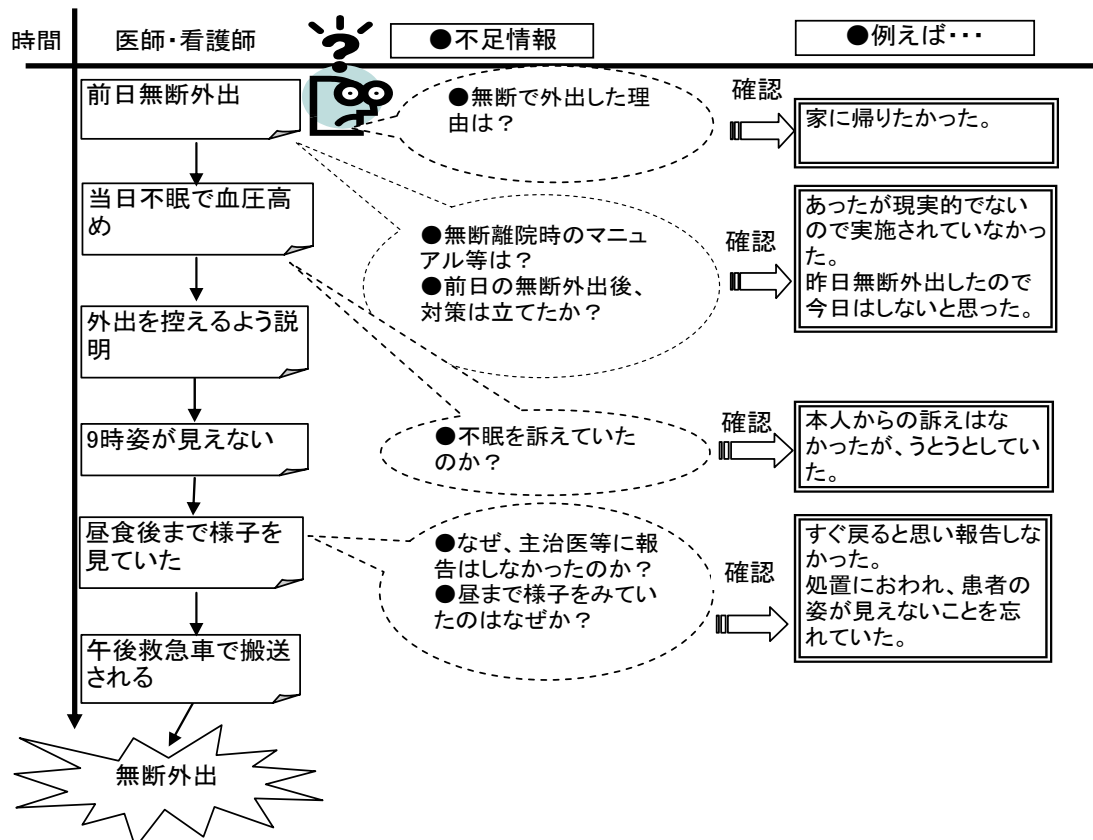 時間
医師・看護師
?
●不足情報
●例えば・・・
前日無断外出
●無断で外出した理
由は？
確認
家に帰りたかった。
当日不眠で血圧高
め
●無断離院時のマニュ
アル等は？
●前日の無断外出後、
対策は立てたか？
確認
あったが現実的でない
ので実施されていなかっ
た。
昨日無断外出したので
今日はしないと思った。
外出を控えるよう説
明
9時姿が見えない
●不眠を訴えていた
のか？
確認
本人からの訴えはな
かったが、うとうとしてい
た。
昼食後まで様子を
見ていた
●なぜ、主治医等に報
告はしなかったのか？
●昼まで様子をみてい
たのはなぜか？
確認
すぐ戻ると思い報告しな
かった。
処置におわれ、患者の
姿が見えないことを忘
れていた。
午後救急車で搬送
される
無断外出